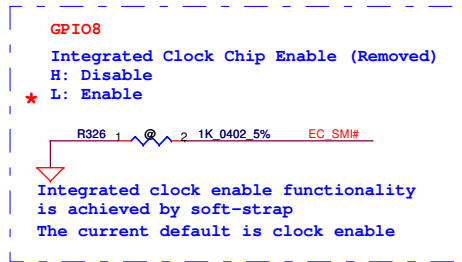 GPIO8
Integrated Clock Chip Enable (Removed)
H: Disable
* L: Enable
R326 1 @ 2 1K_0402_5% EC_SMI#
Integrated clock enable functionality
is achieved by soft-strap
The current default is clock enable